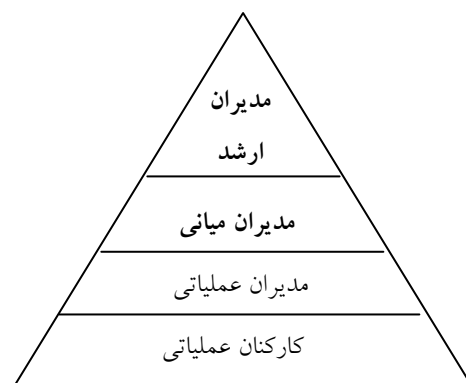 مدیران
ارشد
مدیران میانی
مدیران عملیاتی
کارکنان عملیاتی